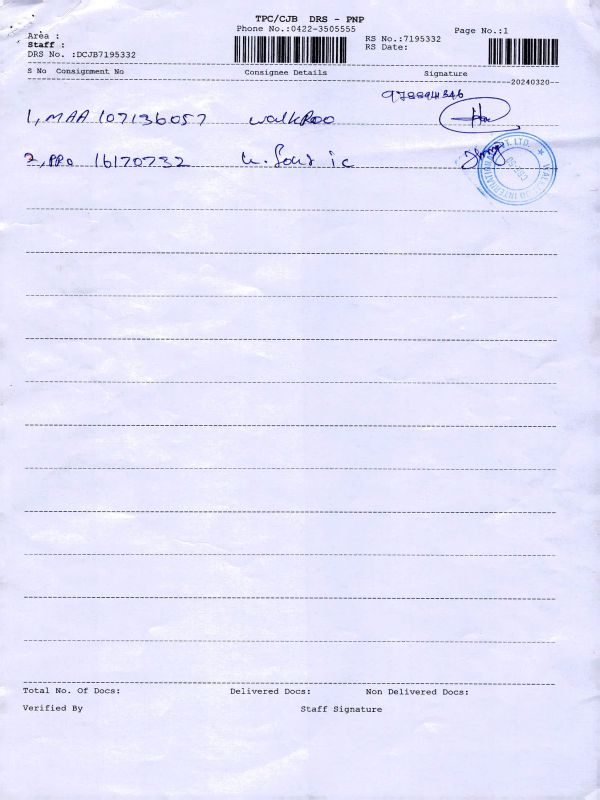 TPC/CJB DRS - PNP
Phone No.:0422-3505555
Page No.:1
Area :
RS No.:7195332
Staff :
RS Date:
DRS No. :DCJB7195332
S No Consignment No Consignee Details Signature
20240320
1, MAA 107136057 walkRoo
2, PPO 16170732
Total No. Of Docs: Delivered Docs: Non Delivered Docs:
Verified By Staff Signature